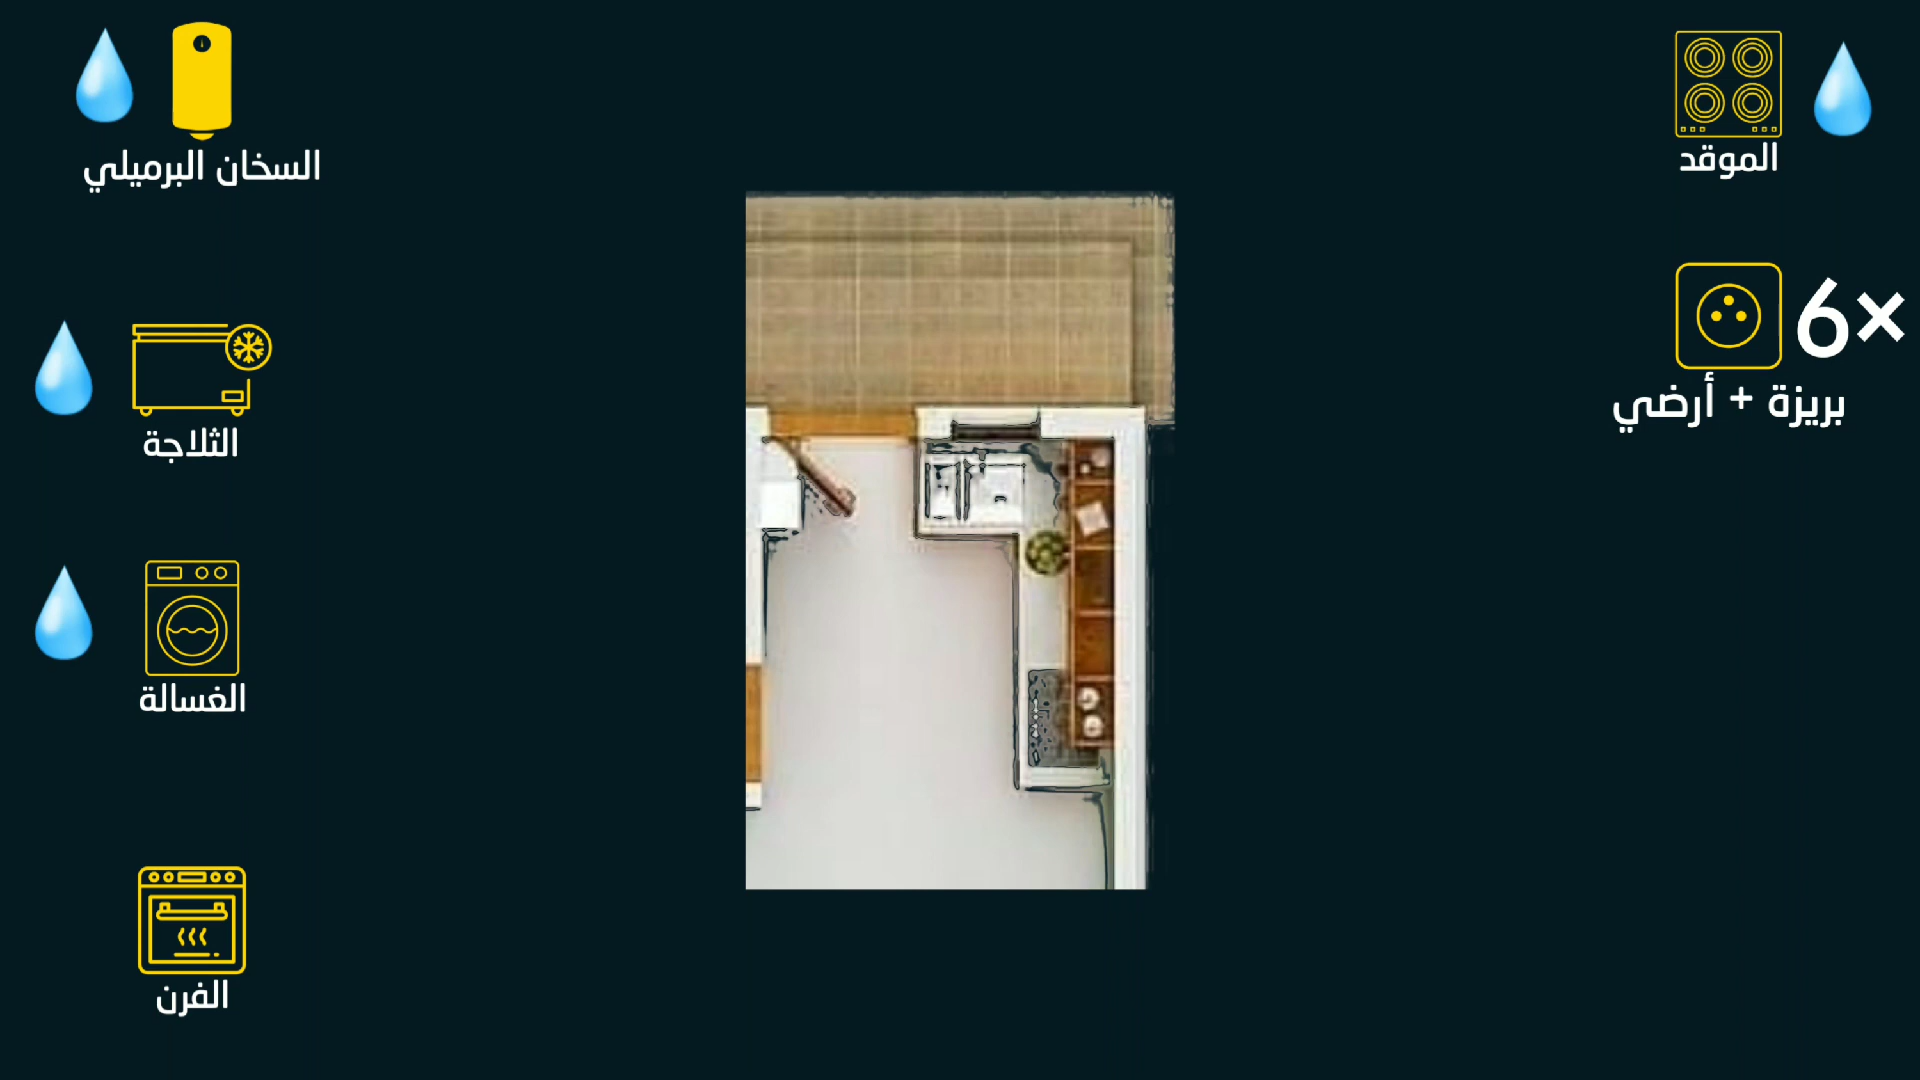 الموقد
6×
بريزة + أرضي
السخان البرميلي
الثلاجة
الغسالة
الفرن